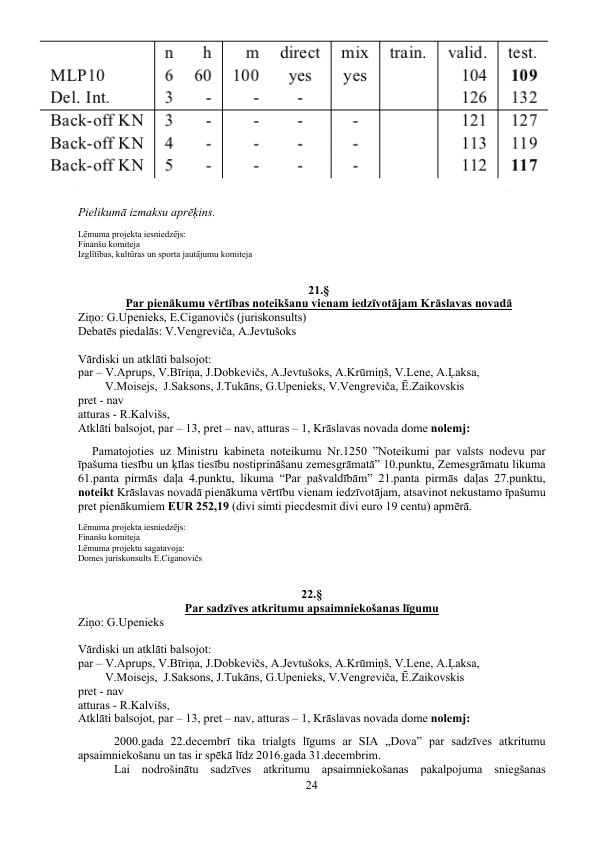 n h m direct mix train. valid. test.
MLP10 6 60 100 yes yes 104 109
Del. Int. 3 - - - 126 132
Back-off KN 3 - - - - 121 127
Back-off KN 4 - - - - 113 119
Back-off KN 5 - - - - 112 117
Pielikumā izmaksu aprēķins.
Lēmuma projekta iesniedzējs:
Finanšu komiteja
Izglītības, kultūras un sporta jautājumu komiteja
21.§
Par pienākumu vērtības noteikšanu vienam iedzīvotājam Krāslavas novadā
Ziņo: G.Upenieks, E.Ciganovičs (juriskonsults)
Debatēs piedalās: V.Vengreviča, A.Jevtušoks
Vārdiski un atklāti balsojot:
par – V.Aprups, V.Bīriņa, J.Dobkevičs, A.Jevtušoks, A.Krūmiņš, V.Lene, A.Ļaksa,
V.Moisejs, J.Saksons, J.Tukāns, G.Upenieks, V.Vengreviča, Ē.Zaikovskis
pret - nav
atturas - R.Kalvišs,
Atklāti balsojot, par – 13, pret – nav, atturas – 1, Krāslavas novada dome nolemj:
Pamatojoties uz Ministru kabineta noteikumu Nr.1250 ”Noteikumi par valsts nodevu par
īpašuma tiesību un ķīlas tiesību nostiprināšanu zemesgrāmatā” 10.punktu, Zemesgrāmatu likuma
61.panta pirmās daļa 4.punktu, likuma “Par pašvaldībām” 21.panta pirmās daļas 27.punktu,
noteikt Krāslavas novadā pienākuma vērtību vienam iedzīvotājam, atsavinot nekustamo īpašumu
pret pienākumiem EUR 252,19 (divi simti piecdesmit divi euro 19 centu) apmērā.
Lēmuma projekta iesniedzējs:
Finanšu komiteja
Lēmuma projektu sagatavoja:
Domes juriskonsults E.Ciganovičs
22.§
Par sadzīves atkritumu apsaimniekošanas līgumu
Ziņo: G.Upenieks
Vārdiski un atklāti balsojot:
par – V.Aprups, V.Bīriņa, J.Dobkevičs, A.Jevtušoks, A.Krūmiņš, V.Lene, A.Ļaksa,
V.Moisejs, J.Saksons, J.Tukāns, G.Upenieks, V.Vengreviča, Ē.Zaikovskis
pret - nav
atturas - R.Kalvišs,
Atklāti balsojot, par – 13, pret – nav, atturas – 1, Krāslavas novada dome nolemj:
2000.gada 22.decembrī tika trialgts līgums ar SIA „Dova” par sadzīves atkritumu
apsaimniekošanu un tas ir spēkā līdz 2016.gada 31.decembrim.
Lai nodrošinātu sadzīves atkritumu apsaimniekošanas pakalpojuma sniegšanas
24